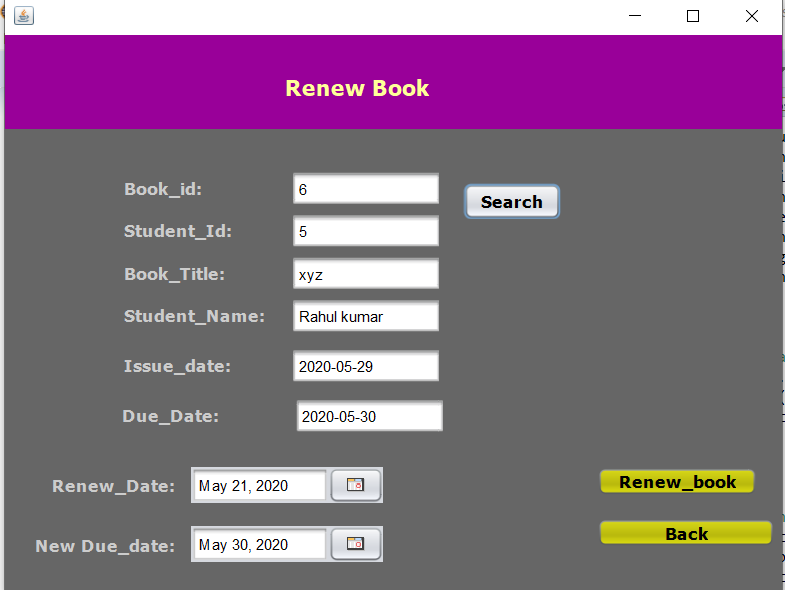 Renew Book
Book_id: 6
Search
Student_Id: 5
Book_Title: xyz
Student_Name: Rahul kumar
Issue_date: 2020-05-29
Due_Date: 2020-05-30
Renew_Date: May 21, 2020
Renew_book
New Due_date: May 30, 2020
Back